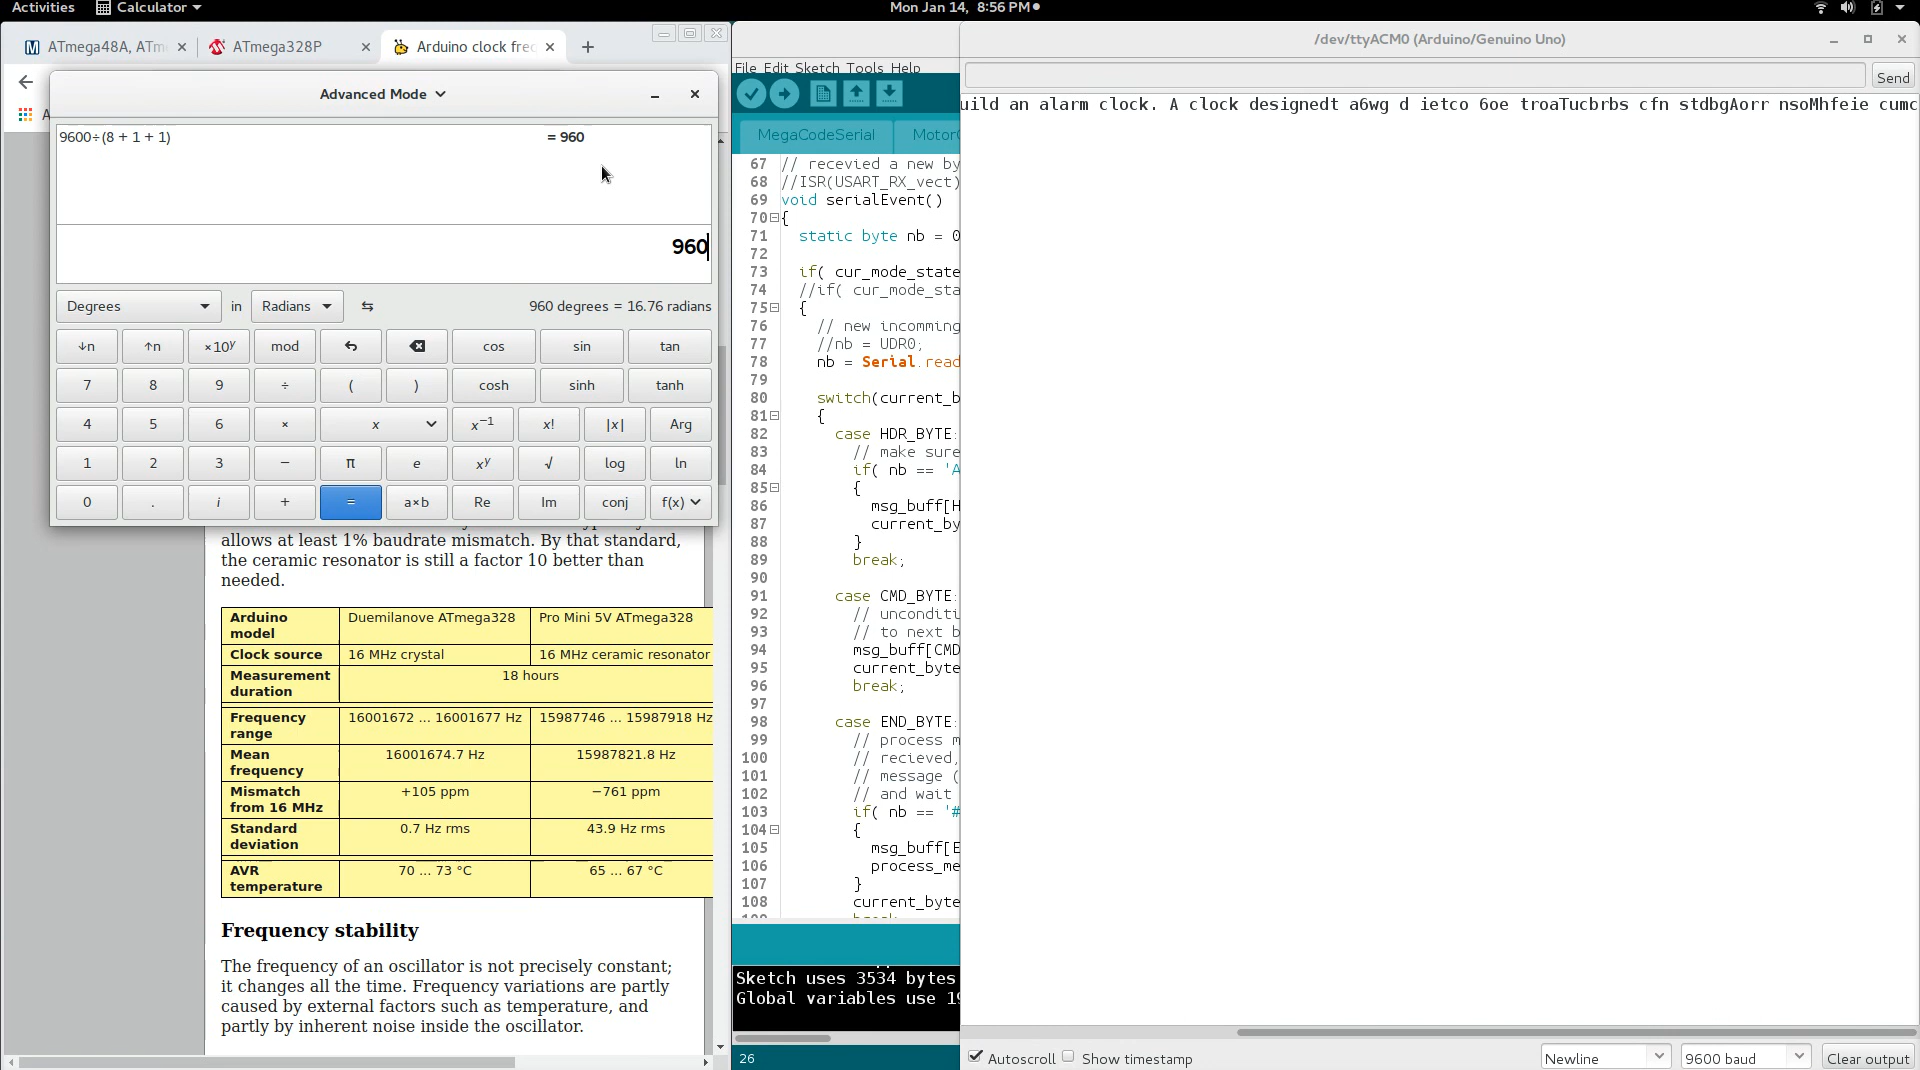 Activities Calculator Mon Jan 14, 8:56 PM
ATmega48A, ATm
ATmega328P
Arduino clock fre
Advanced Mode
9600÷(8 + 1 + 1) = 960
960
Degrees in Radians 960 degrees = 16.76 radians
↓n ↑n ×10ʸ mod cos sin tan
7 8 9 ÷ ( ) cosh sinh tanh
4 5 6 × x x⁻¹ x! |x| Arg
1 2 3 − π e xʸ √ log ln
0 . i + = a×b Re Im conj f(x)
allows at least 1% baudrate mismatch. By that standard,
the ceramic resonator is still a factor 10 better than
needed.
Arduino model Duemilanove ATmega328 Pro Mini 5V ATmega328
Clock source 16 MHz crystal 16 MHz ceramic resonator
Measurement duration 18 hours
Frequency range 16001672 ... 16001677 Hz 15987746 ... 15987918 Hz
Mean frequency 16001674.7 Hz 15987821.8 Hz
Mismatch from 16 MHz +105 ppm −761 ppm
Standard deviation 0.7 Hz rms 43.9 Hz rms
AVR temperature 70 ... 73 °C 65 ... 67 °C
Frequency stability
The frequency of an oscillator is not precisely constant;
it changes all the time. Frequency variations are partly
caused by external factors such as temperature, and
partly by inherent noise inside the oscillator.
File Edit Sketch Tools Help
MegaCodeSerial Motor
67 // recevied a new by
68 //ISR(USART_RX_vect)
69 void serialEvent()
70 {
71 static byte nb = 0
72
73 if( cur_mode_state
74 //if( cur_mode_sta
75 {
76 // new incomming
77 //nb = UDR0;
78 nb = Serial.read
79
80 switch(current_b
81 {
82 case HDR_BYTE:
83 // make sure
84 if( nb == 'A
85 {
86 msg_buff[H
87 current_by
88 }
89 break;
90
91 case CMD_BYTE:
92 // unconditi
93 // to next b
94 msg_buff[CMD
95 current_byte
96 break;
97
98 case END_BYTE:
99 // process m
100 // recieved,
101 // message (
102 // and wait
103 if( nb == '#
104 {
105 msg_buff[E
106 process_me
107 }
108 current_byte
Sketch uses 3534 bytes
Global variables use 19
26
/dev/ttyACM0 (Arduino/Genuino Uno)
Send
uild an alarm clock. A clock designedt a6wg d ietco 6oe troaTucbrbs cfn stdbgAorr nsoMhfeie cumc
Autoscroll Show timestamp Newline 9600 baud Clear output